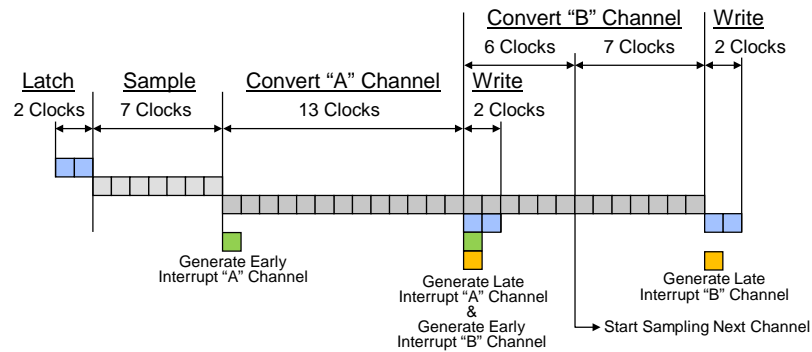 Convert “B” Channel
Write
6 Clocks
7 Clocks
2 Clocks
Latch
Sample
Convert “A” Channel
Write
2 Clocks
7 Clocks
13 Clocks
2 Clocks
Generate Early
Interrupt “A” Channel
Generate Late
Interrupt “A” Channel
&
Generate Early
Interrupt “B” Channel
Generate Late
Interrupt “B” Channel
Start Sampling Next Channel